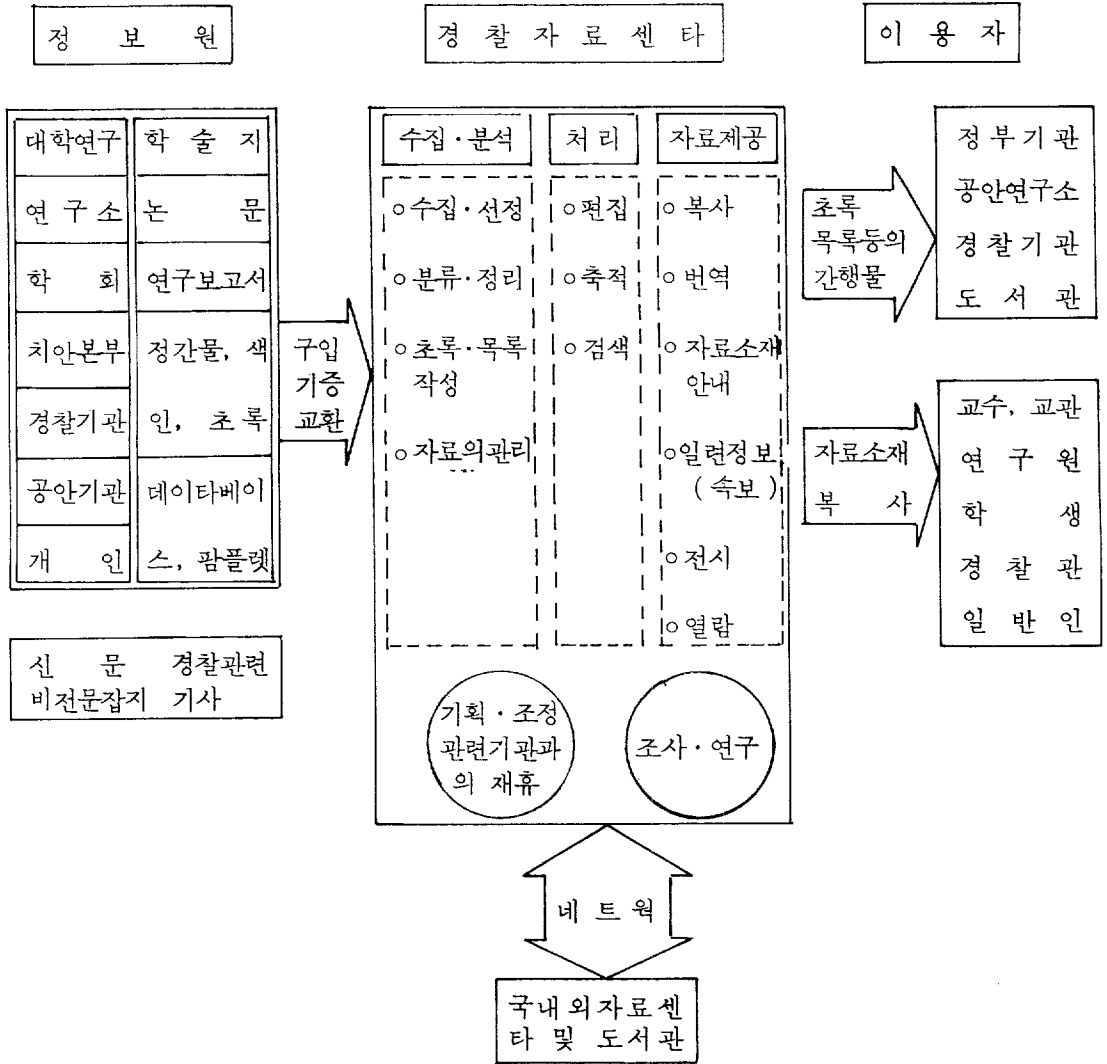 정 보 원
경 찰 자 료 센 타
이 용 자
대학연구
연 구 소
학 회
치안본부
경찰기관
공안기관
개 인
학 술 지
논 문
연구보고서
정간물, 색
인, 초록
데이타베이
스, 팜플렛
신 문 경찰관련
비전문잡지 기사
구입
기증
교환
수집·분석
○수집·선정
○분류·정리
○초록·목록
작성
○자료의관리
처 리
○편집
○축적
○검색
자료제공
○복사
○번역
○자료소재
안내
○일련정보
(속보)
○전시
○열람
기획·조정
관련기관과
의 재휴
조사·연구
초록
목록등의
간행물
자료소재
복 사
정 부 기 관
공안연구소
경 찰 기 관
도 서 관
교수, 교관
연 구 원
학 생
경 찰 관
일 반 인
네 트 웍
국내외자료센
타 및 도서관